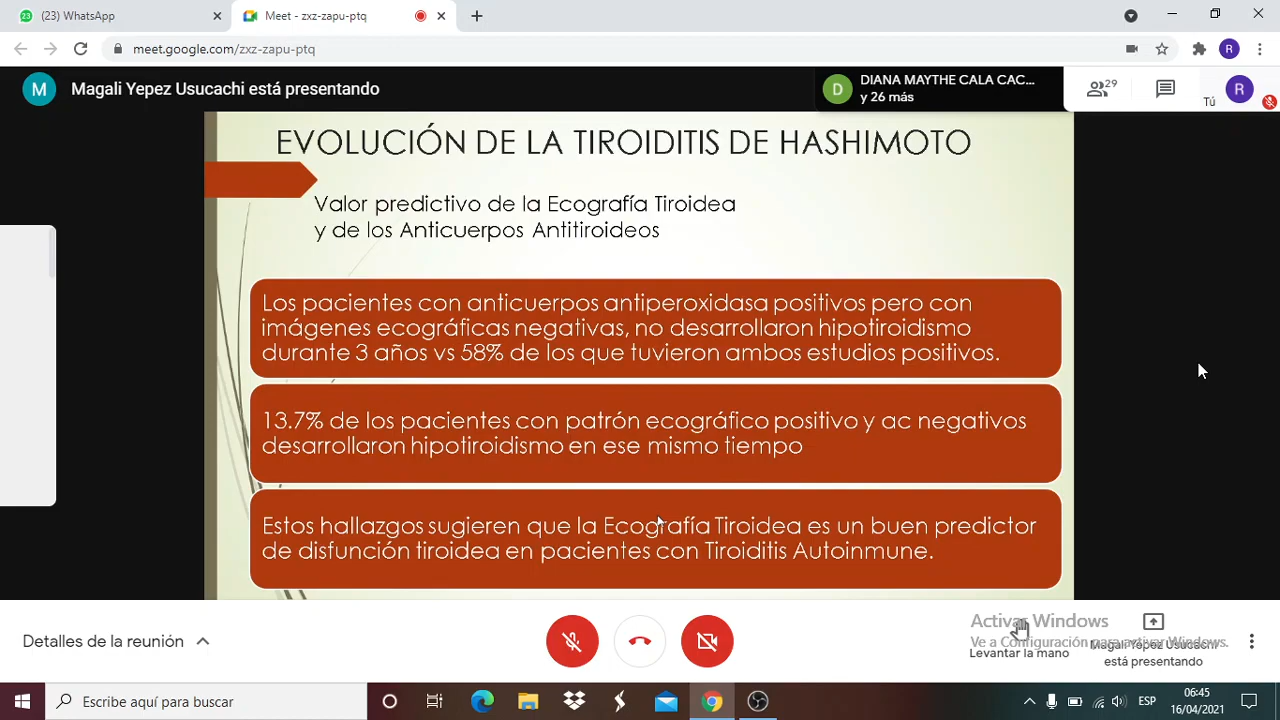 (23) WhatsApp
Meet - zxz-zapu-ptq
meet.google.com/zxz-zapu-ptq
R
M
Magali Yepez Usucachi está presentando
D
DIANA MAYTHE CALA CAC...
y 26 más
29
Tú
R
EVOLUCIÓN DE LA TIROIDITIS DE HASHIMOTO
Valor predictivo de la Ecografía Tiroidea
y de los Anticuerpos Antitiroideos
Los pacientes con anticuerpos antiperoxidasa positivos pero con
imágenes ecográficas negativas, no desarrollaron hipotiroidismo
durante 3 años vs 58% de los que tuvieron ambos estudios positivos.
13.7% de los pacientes con patrón ecográfico positivo y ac negativos
desarrollaron hipotiroidismo en ese mismo tiempo
Estos hallazgos sugieren que la Ecografía Tiroidea es un buen predictor
de disfunción tiroidea en pacientes con Tiroiditis Autoinmune.
Detalles de la reunión
Activar Windows
Ve a Configuración para activar Windows.
Levantar la mano
Magali Yepez Usucachi
está presentando
Escribe aquí para buscar
ESP
06:45
16/04/2021